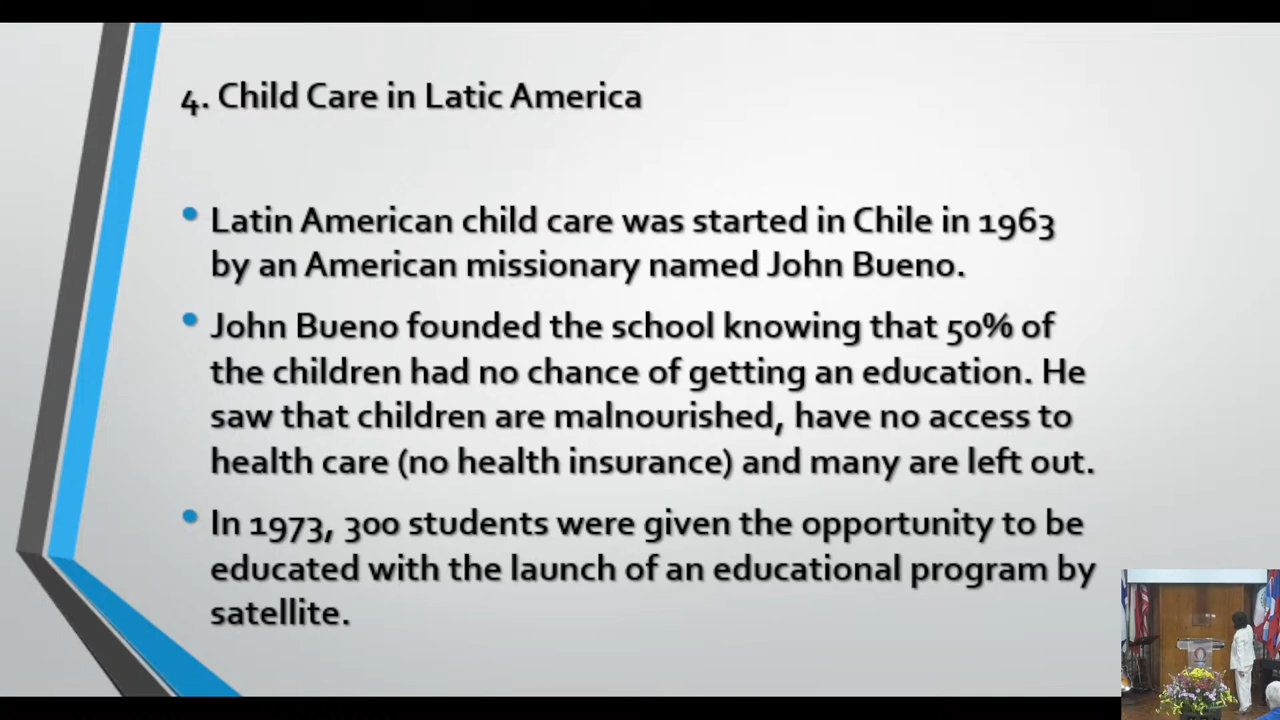 4. Child Care in Latic America
Latin American child care was started in Chile in 1963
by an American missionary named John Bueno.
John Bueno founded the school knowing that 50% of
the children had no chance of getting an education. He
saw that children are malnourished, have no access to
health care (no health insurance) and many are left out.
In 1973, 300 students were given the opportunity to be
educated with the launch of an educational program by
satellite.